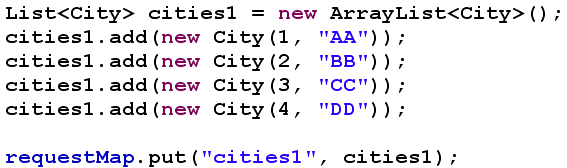 List<City> cities1 = new ArrayList<City>();
cities1.add(new City(1, "AA"));
cities1.add(new City(2, "BB"));
cities1.add(new City(3, "CC"));
cities1.add(new City(4, "DD"));
requestMap.put("cities1", cities1);